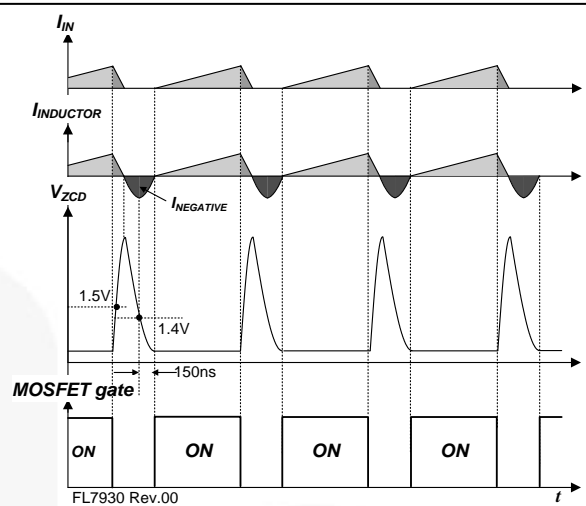 I_IN
I_INDUCTOR
V_ZCD
I_NEGATIVE
1.5V
1.4V
150ns
MOSFET gate
ON
ON
ON
ON
FL7930 Rev.00
t